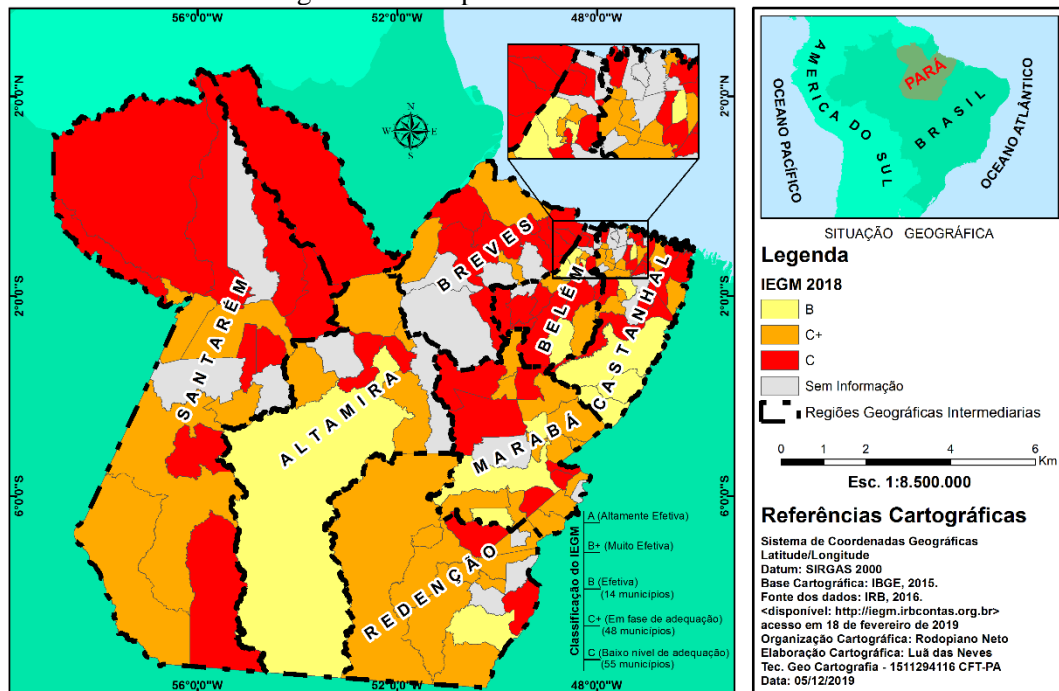 56°0'0"W
52°0'0"W
48°0'0"W
2°0'0"N
2°0'0"S
6°0'0"S
N
W
E
S
BREVES
SANTARÉM
BELÉM
CASTANHAL
ALTAMIRA
MARABÁ
REDENÇÃO
Classificação do IEGM
A (Altamente Efetiva)
B+ (Muito Efetiva)
B (Efetiva)
(14 municípios)
C+ (Em fase de adequação)
(48 municípios)
C (Baixo nivel de adequação)
(55 municípios)
2°0'0"N
2°0'0"S
6°0'0"S
56°0'0"W
52°0'0"W
48°0'0"W
OCEANO PACÍFICO
AMERICA DO SUL
PARÁ
BRASIL
OCEANO ATLÂNTICO
SITUAÇÃO GEOGRÁFICA
Legenda
IEGM 2018
B
C+
C
Sem Informação
Regiões Geográficas Intermediarias
0 1 2 4 6
Km
Esc. 1:8.500.000
Referências Cartográficas
Sistema de Coordenadas Geográficas
Latitude/Longitude
Datum: SIRGAS 2000
Base Cartográfica: IBGE, 2015.
Fonte dos dados: IRB, 2016.
<disponível: http://iegm.irbcontas.org.br>
acesso em 18 de fevereiro de 2019
Organização Cartográfica: Rodopiano Neto
Elaboração Cartográfica: Luã das Neves
Tec. Geo Cartografia - 1511294116 CFT-PA
Data: 05/12/2019